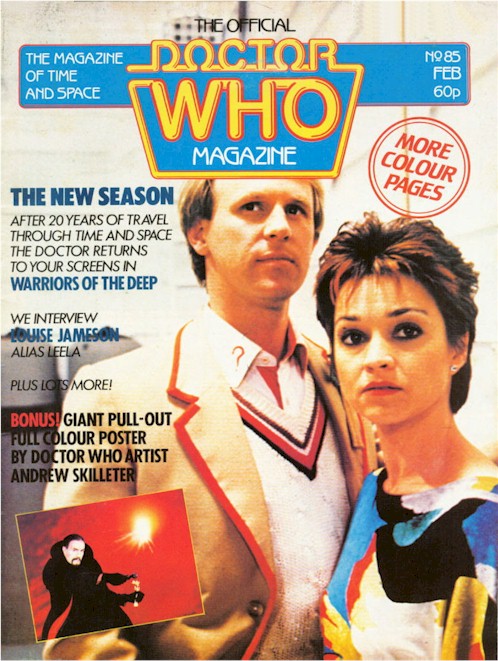 THE OFFICIAL
DOCTOR
WHO
MAGAZINE
THE MAGAZINE
OF TIME
AND SPACE
Nº 85
FEB
60p
MORE
COLOUR
PAGES
THE NEW SEASON
AFTER 20 YEARS OF TRAVEL
THROUGH TIME AND SPACE
THE DOCTOR RETURNS
TO YOUR SCREENS IN
WARRIORS OF THE DEEP
WE INTERVIEW
LOUISE JAMESON
ALIAS LEELA
PLUS LOTS MORE!
BONUS! GIANT PULL-OUT
FULL COLOUR POSTER
BY DOCTOR WHO ARTIST
ANDREW SKILLETER
?